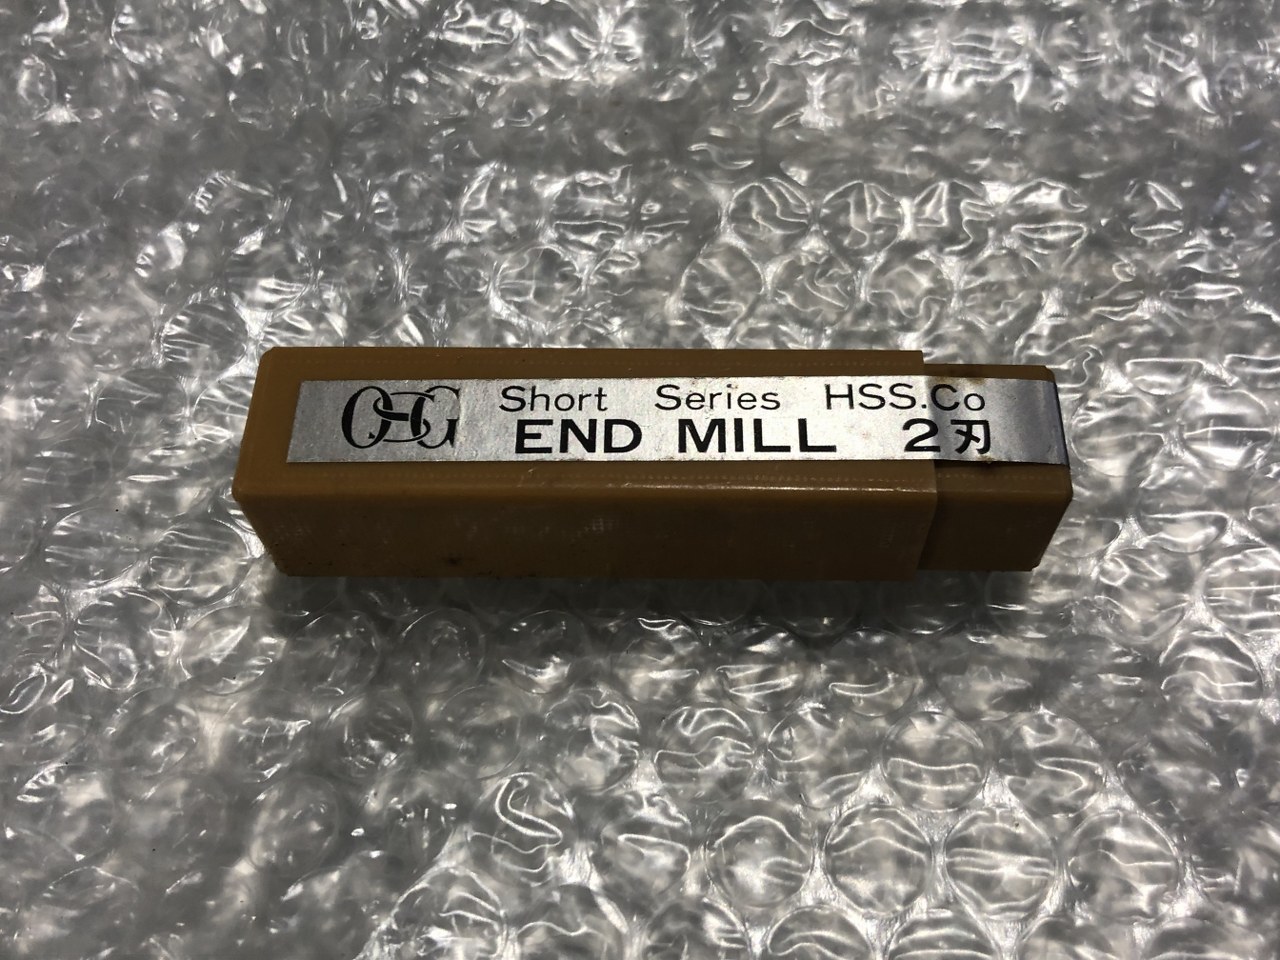 OSG
Short Series HSS.Co
END MILL 2刃